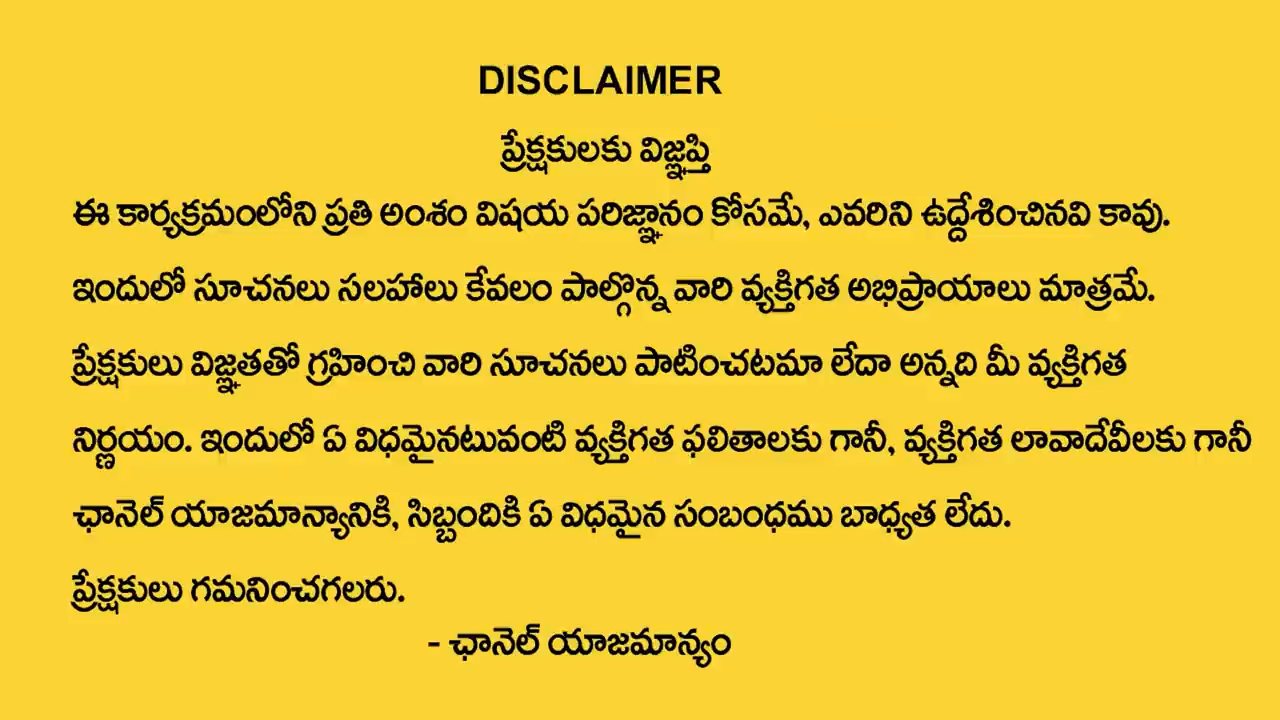 DISCLAIMER
ప్రేక్షకులకు విజ్ఞప్తి
ఈ కార్యక్రమంలోని ప్రతి అంశం విషయ పరిజ్ఞానం కోసమే, ఎవరిని ఉద్దేశించినవి కావు.
ఇందులో సూచనలు సలహాలు కేవలం పాల్గొన్న వారి వ్యక్తిగత అభిప్రాయాలు మాత్రమే.
ప్రేక్షకులు విజ్ఞతతో గ్రహించి వారి సూచనలు పాటించటమా లేదా అన్నది మీ వ్యక్తిగత
నిర్ణయం. ఇందులో ఏ విధమైనటువంటి వ్యక్తిగత ఫలితాలకు గానీ, వ్యక్తిగత లావాదేవీలకు గానీ
ఛానెల్ యాజమాన్యానికి, సిబ్బందికి ఏ విధమైన సంబంధము బాధ్యత లేదు.
ప్రేక్షకులు గమనించగలరు.
- ఛానెల్ యాజమాన్యం